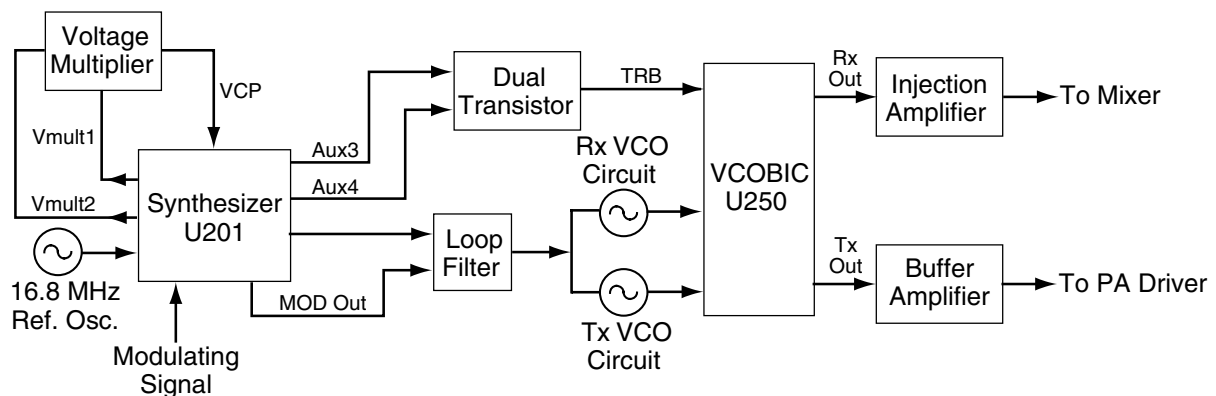 Voltage
Multiplier
VCP
Vmult1
Vmult2
Aux3
Aux4
Synthesizer
U201
16.8 MHz
Ref. Osc.
Modulating
Signal
MOD Out
Dual
Transistor
TRB
Loop
Filter
Rx VCO
Circuit
Tx VCO
Circuit
VCOBIC
U250
Rx
Out
Injection
Amplifier
To Mixer
Tx
Out
Buffer
Amplifier
To PA Driver